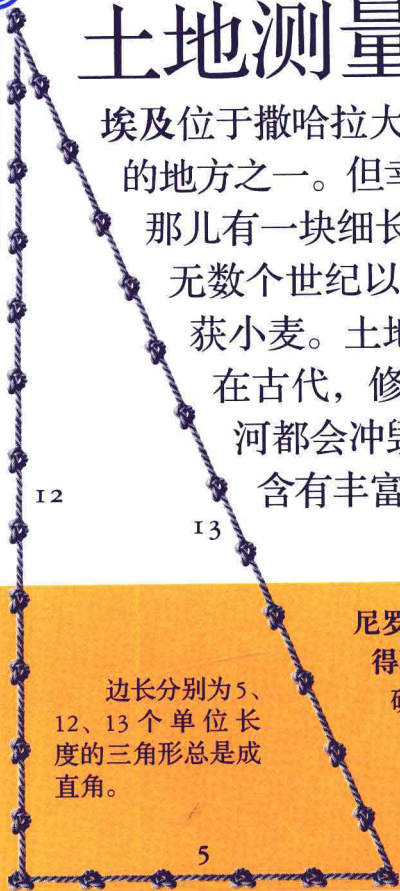 土地测量
埃及位于撒哈拉大
的地方之一。但幸
那儿有一块细长
无数个世纪以
获小麦。土地
在古代，修
河都会冲毁
含有丰富
12
13
尼罗
得
边长分别为5、
12、13个单位长
度的三角形总是成
直角。
5